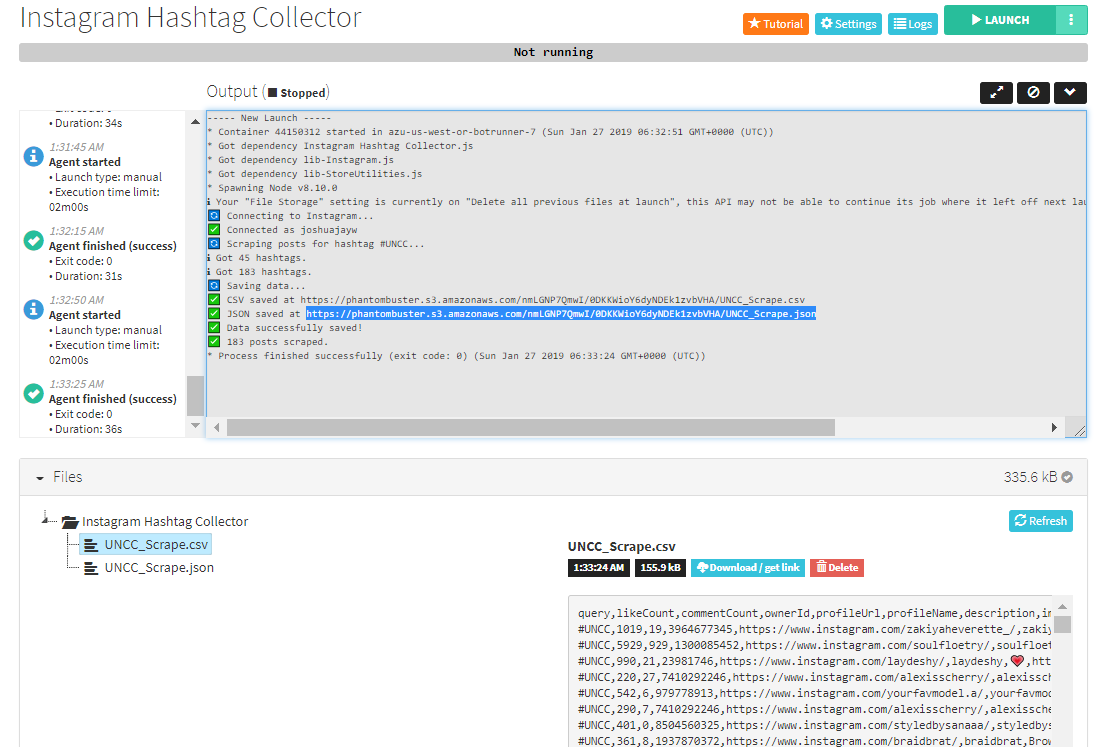 Instagram Hashtag Collector
Tutorial
Settings
Logs
LAUNCH
Not running
Output (Stopped)
• Duration: 34s
1:31:45 AM
Agent started
• Launch type: manual
• Execution time limit:
02m00s
1:32:15 AM
Agent finished (success)
• Exit code: 0
• Duration: 31s
1:32:50 AM
Agent started
• Launch type: manual
• Execution time limit:
02m00s
1:33:25 AM
Agent finished (success)
• Exit code: 0
• Duration: 36s
----- New Launch -----
* Container 44150312 started in azu-us-west-or-botrunner-7 (Sun Jan 27 2019 06:32:51 GMT+0000 (UTC))
* Got dependency Instagram Hashtag Collector.js
* Got dependency lib-Instagram.js
* Got dependency lib-StoreUtilities.js
* Spawning Node v8.10.0
ℹ Your "File Storage" setting is currently on "Delete all previous files at launch", this API may not be able to continue its job where it left off next lau
🔄 Connecting to Instagram...
✅ Connected as joshuajayw
🔄 Scraping posts for hashtag #UNCC...
ℹ Got 45 hashtags.
ℹ Got 183 hashtags.
🔄 Saving data...
✅ CSV saved at https://phantombuster.s3.amazonaws.com/nmLGNP7QmwI/0DKKWioY6dyNDEk1zvbVHA/UNCC_Scrape.csv
✅ JSON saved at https://phantombuster.s3.amazonaws.com/nmLGNP7QmwI/0DKKWioY6dyNDEk1zvbVHA/UNCC_Scrape.json
✅ Data successfully saved!
✅ 183 posts scraped.
* Process finished successfully (exit code: 0) (Sun Jan 27 2019 06:33:24 GMT+0000 (UTC))
Files
335.6 kB
Instagram Hashtag Collector
UNCC_Scrape.csv
UNCC_Scrape.json
Refresh
UNCC_Scrape.csv
1:33:24 AM
155.9 kB
Download / get link
Delete
query,likeCount,commentCount,ownerId,profileUrl,profileName,description,im
#UNCC,1019,19,3964677345,https://www.instagram.com/zakiyaheverette_/,zakiy
#UNCC,5929,929,1300085452,https://www.instagram.com/soulfloetry/,soulfloet
#UNCC,990,21,23981746,https://www.instagram.com/laydeshy/,laydeshy,❤,htt
#UNCC,220,27,7410292246,https://www.instagram.com/alexisscherry/,alexissch
#UNCC,542,6,979778913,https://www.instagram.com/yourfavmodel.a/,yourfavmod
#UNCC,290,7,7410292246,https://www.instagram.com/alexisscherry/,alexissche
#UNCC,401,0,8504560325,https://www.instagram.com/styledbysanaaa/,styledbys
#UNCC,361,8,1937870372,https://www.instagram.com/braidbrat/,braidbrat,Brow